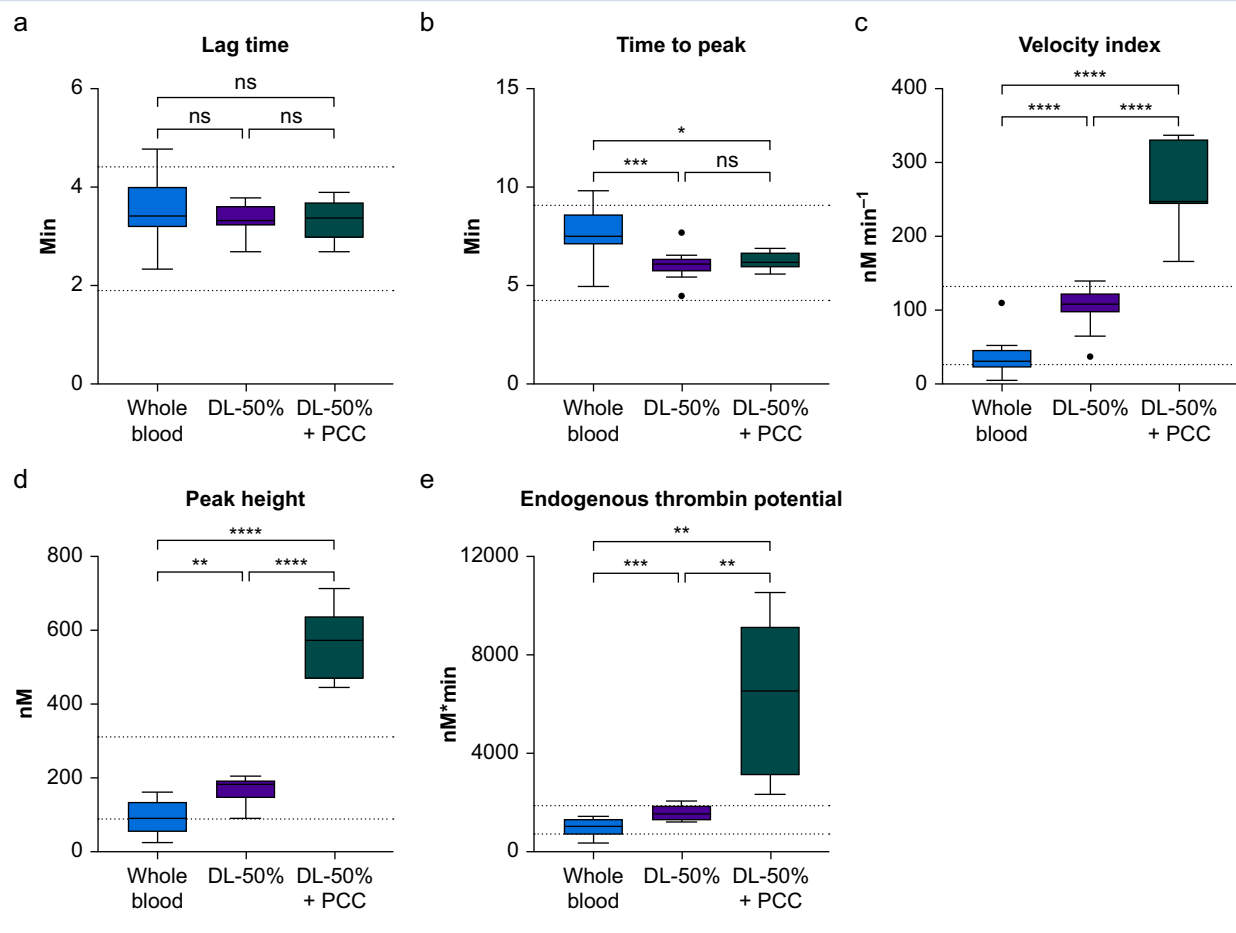 a
Lag time
6
4
2
0
Min
ns
ns
ns
Whole
blood
DL-50%
DL-50%
+ PCC
b
Time to peak
15
10
5
0
Min
*
***
ns
Whole
blood
DL-50%
DL-50%
+ PCC
c
Velocity index
400
300
200
100
0
nM min⁻¹
****
****
****
Whole
blood
DL-50%
DL-50%
+ PCC
d
Peak height
800
600
400
200
0
nM
****
**
****
Whole
blood
DL-50%
DL-50%
+ PCC
e
Endogenous thrombin potential
12000
8000
4000
0
nM*min
**
***
**
Whole
blood
DL-50%
DL-50%
+ PCC